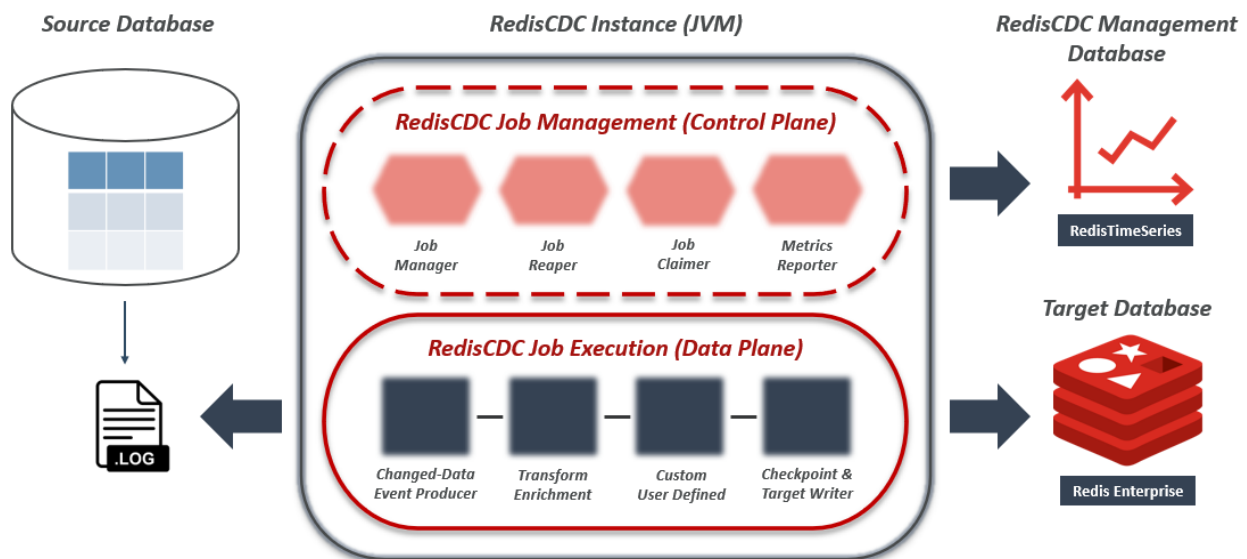 Source Database
RedisCDC Instance (JVM)
RedisCDC Management
Database
RedisCDC Job Management (Control Plane)
Job
Manager
Job
Reaper
Job
Claimer
Metrics
Reporter
RedisTimeSeries
Target Database
RedisCDC Job Execution (Data Plane)
.LOG
Changed-Data
Event Producer
Transform
Enrichment
Custom
User Defined
Checkpoint &
Target Writer
Redis Enterprise